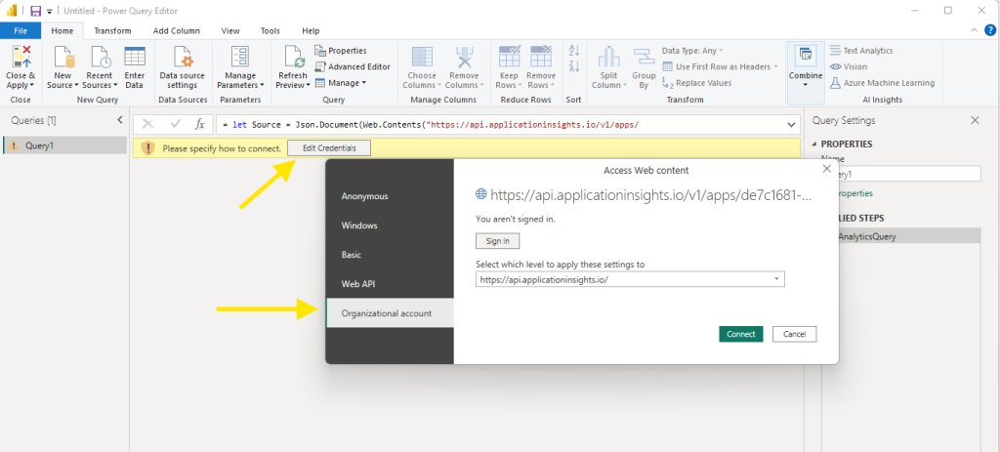 Untitled - Power Query Editor
File Home Transform Add Column View Tools Help
Close & Apply
New Source
Recent Sources
Enter Data
Data source settings
Manage Parameters
Refresh Preview
Properties
Advanced Editor
Manage
Choose Columns
Remove Columns
Keep Rows
Remove Rows
Split Column
Group By
Data Type: Any
Use First Row as Headers
Replace Values
Combine
Text Analytics
Vision
Azure Machine Learning
Close New Query Data Sources Parameters Query Manage Columns Reduce Rows Sort Transform AI Insights
Queries [1]
Query1
fx
= let Source = Json.Document(Web.Contents("https://api.applicationinsights.io/v1/apps/
Please specify how to connect. Edit Credentials
Access Web content
Anonymous
Windows
Basic
Web API
Organizational account
https://api.applicationinsights.io/v1/apps/de7c1681-...
You aren't signed in.
Sign in
Select which level to apply these settings to
https://api.applicationinsights.io/
Connect Cancel
Query Settings
PROPERTIES
Name
ery1
roperties
LIED STEPS
AnalyticsQuery